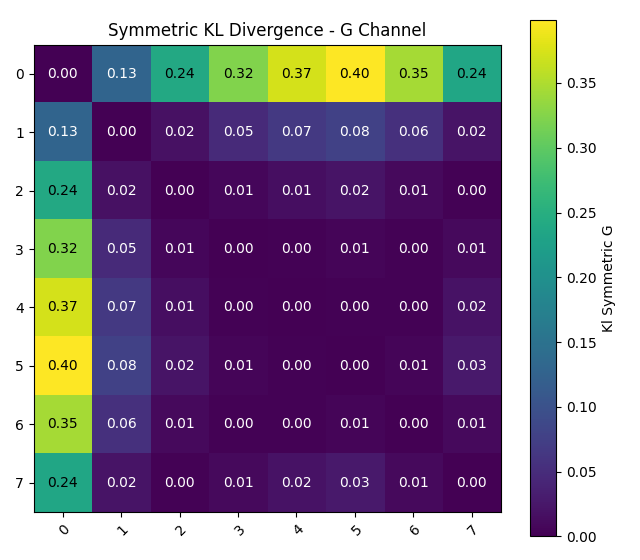 Symmetric KL Divergence - G Channel
0 0.00 0.13 0.24 0.32 0.37 0.40 0.35 0.24
1 0.13 0.00 0.02 0.05 0.07 0.08 0.06 0.02
2 0.24 0.02 0.00 0.01 0.01 0.02 0.01 0.00
3 0.32 0.05 0.01 0.00 0.00 0.01 0.00 0.01
4 0.37 0.07 0.01 0.00 0.00 0.00 0.00 0.02
5 0.40 0.08 0.02 0.01 0.00 0.00 0.01 0.03
6 0.35 0.06 0.01 0.00 0.00 0.01 0.00 0.01
7 0.24 0.02 0.00 0.01 0.02 0.03 0.01 0.00
0 1 2 3 4 5 6 7
0.35
0.30
0.25
0.20
0.15
0.10
0.05
0.00
Kl Symmetric G